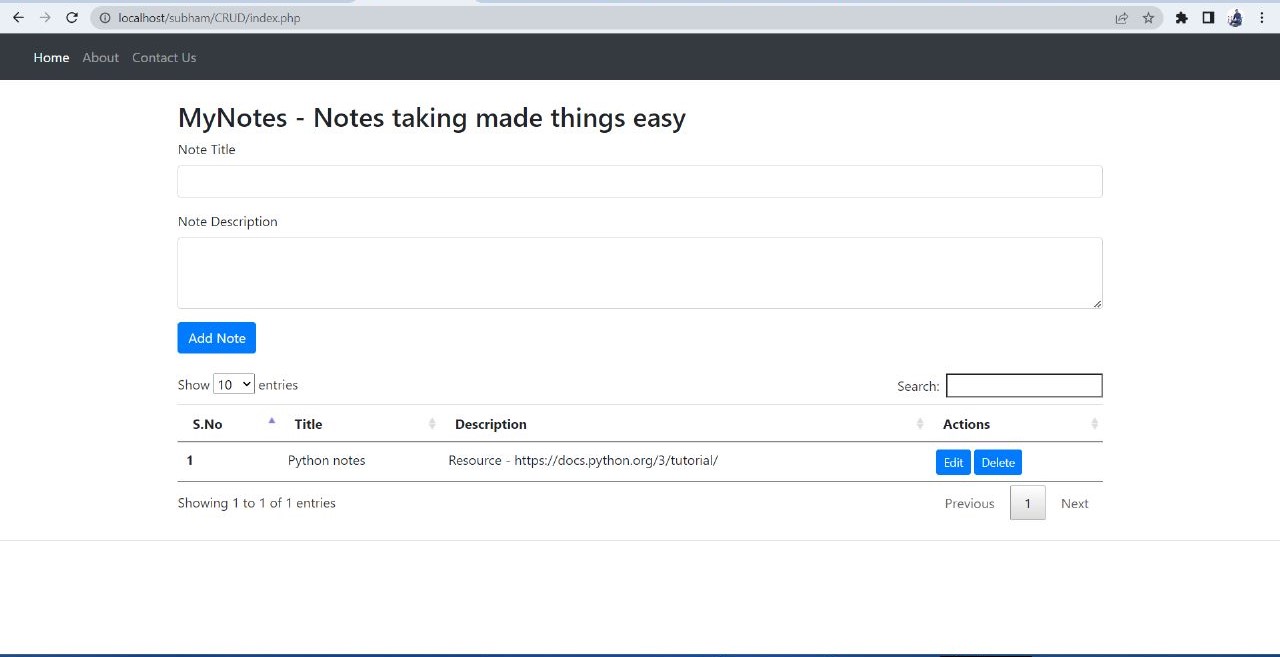 localhost/subham/CRUD/index.php
Home About Contact Us
MyNotes - Notes taking made things easy
Note Title
Note Description
Add Note
Show 10 entries Search:
S.No Title Description Actions
1 Python notes Resource - https://docs.python.org/3/tutorial/ Edit Delete
Showing 1 to 1 of 1 entries Previous 1 Next